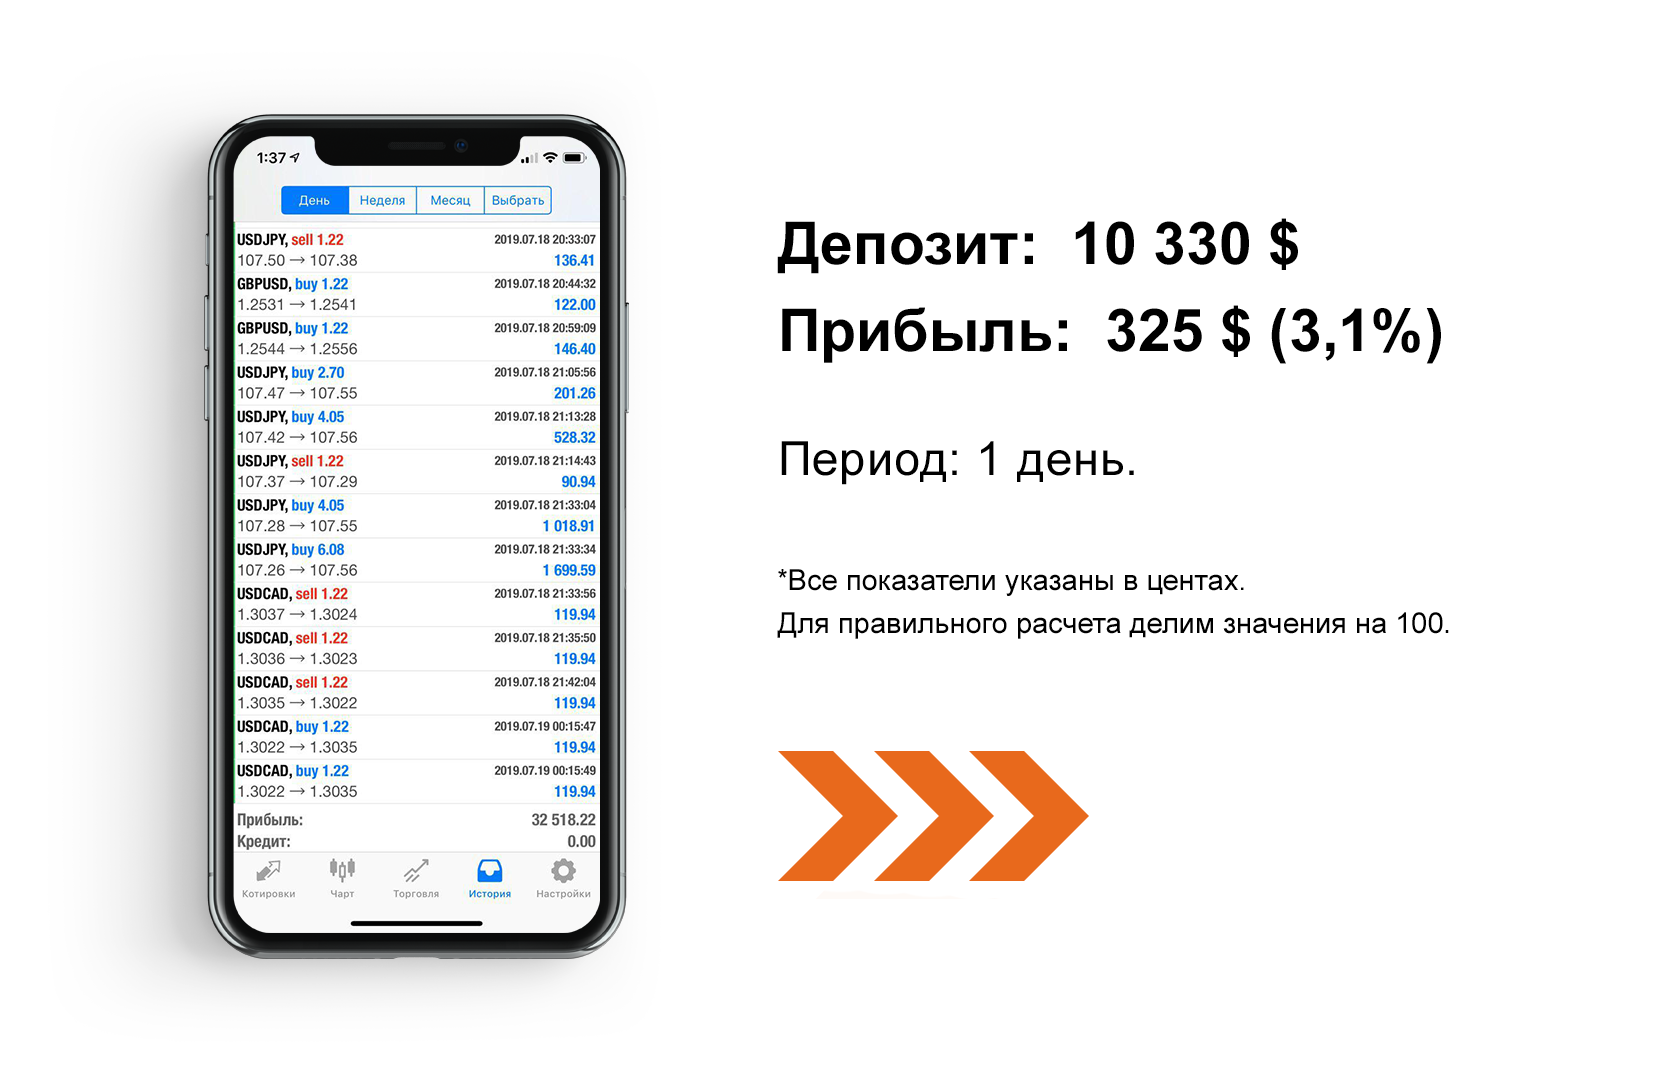 1:37
День Неделя Месяц Выбрать
USDJPY, sell 1.22 2019.07.18 20:33:07
107.50 → 107.38 136.41
GBPUSD, buy 1.22 2019.07.18 20:44:32
1.2531 → 1.2541 122.00
GBPUSD, buy 1.22 2019.07.18 20:59:09
1.2544 → 1.2556 146.40
USDJPY, buy 2.70 2019.07.18 21:05:56
107.47 → 107.55 201.26
USDJPY, buy 4.05 2019.07.18 21:13:28
107.42 → 107.56 528.32
USDJPY, sell 1.22 2019.07.18 21:14:43
107.37 → 107.29 90.94
USDJPY, buy 4.05 2019.07.18 21:33:04
107.28 → 107.55 1 018.91
USDJPY, buy 6.08 2019.07.18 21:33:34
107.26 → 107.56 1 699.59
USDCAD, sell 1.22 2019.07.18 21:33:56
1.3037 → 1.3024 119.94
USDCAD, sell 1.22 2019.07.18 21:35:50
1.3036 → 1.3023 119.94
USDCAD, sell 1.22 2019.07.18 21:42:04
1.3035 → 1.3022 119.94
USDCAD, buy 1.22 2019.07.19 00:15:47
1.3022 → 1.3035 119.94
USDCAD, buy 1.22 2019.07.19 00:15:49
1.3022 → 1.3035 119.94
Прибыль: 32 518.22
Кредит: 0.00
Котировки Чарт Торговля История Настройки
Депозит: 10 330 $
Прибыль: 325 $ (3,1%)
Период: 1 день.
*Все показатели указаны в центах.
Для правильного расчета делим значения на 100.